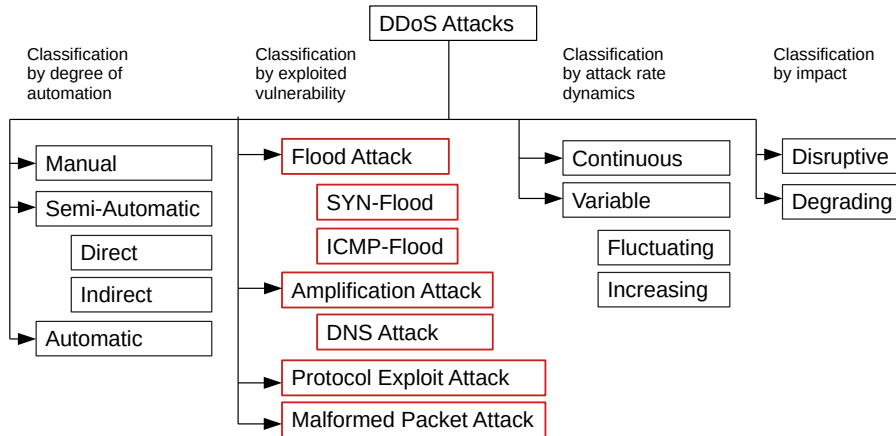 DDoS Attacks
Classification
by degree of
automation
Classification
by exploited
vulnerability
Classification
by attack rate
dynamics
Classification
by impact
Manual
Semi-Automatic
Direct
Indirect
Automatic
Flood Attack
SYN-Flood
ICMP-Flood
Amplification Attack
DNS Attack
Protocol Exploit Attack
Malformed Packet Attack
Continuous
Variable
Fluctuating
Increasing
Disruptive
Degrading